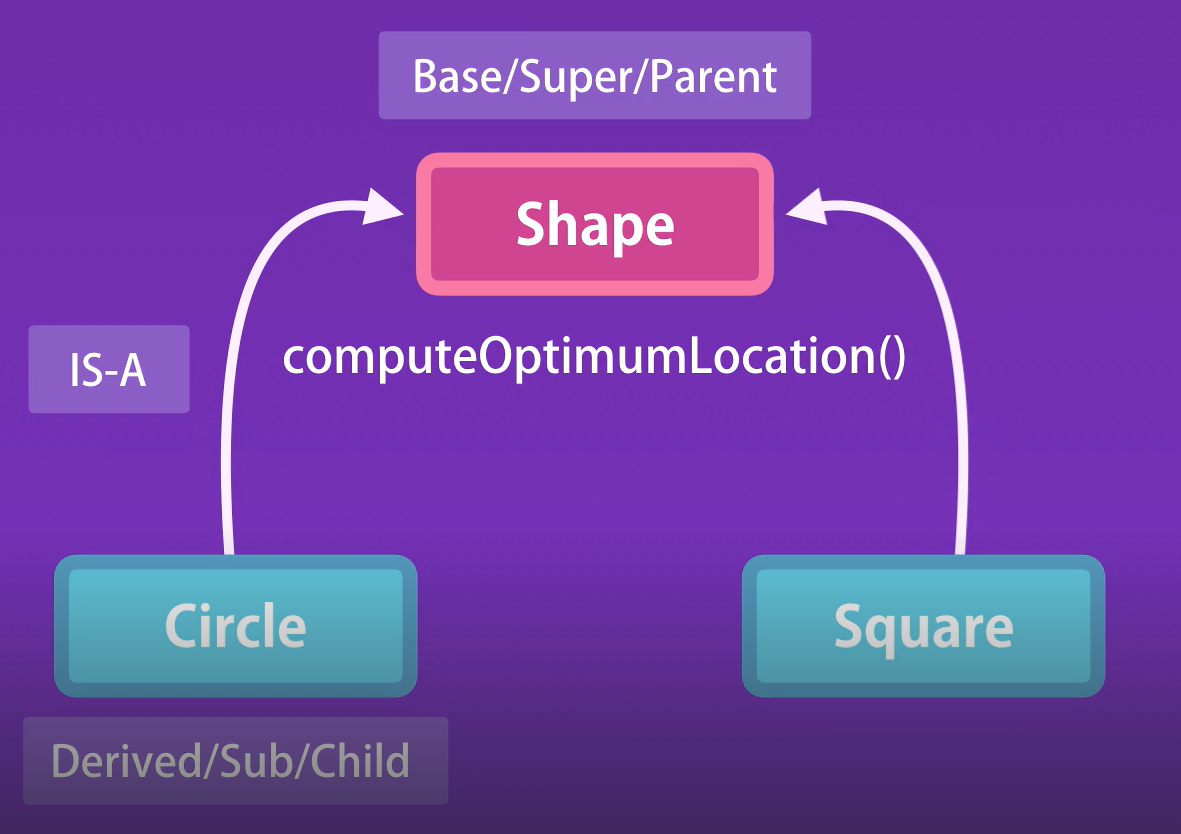 Base/Super/Parent
Shape
IS-A
computeOptimumLocation()
Circle
Square
Derived/Sub/Child